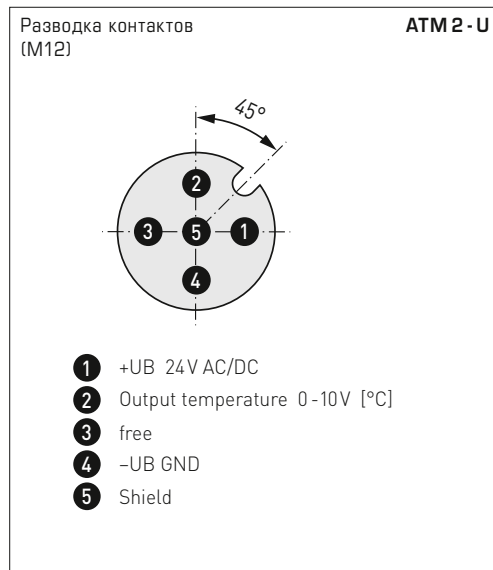 Разводка контактов ATM 2 - U
(M12)
45°
2
3 5 1
4
1 +UB 24V AC/DC
2 Output temperature 0-10V [°C]
3 free
4 –UB GND
5 Shield